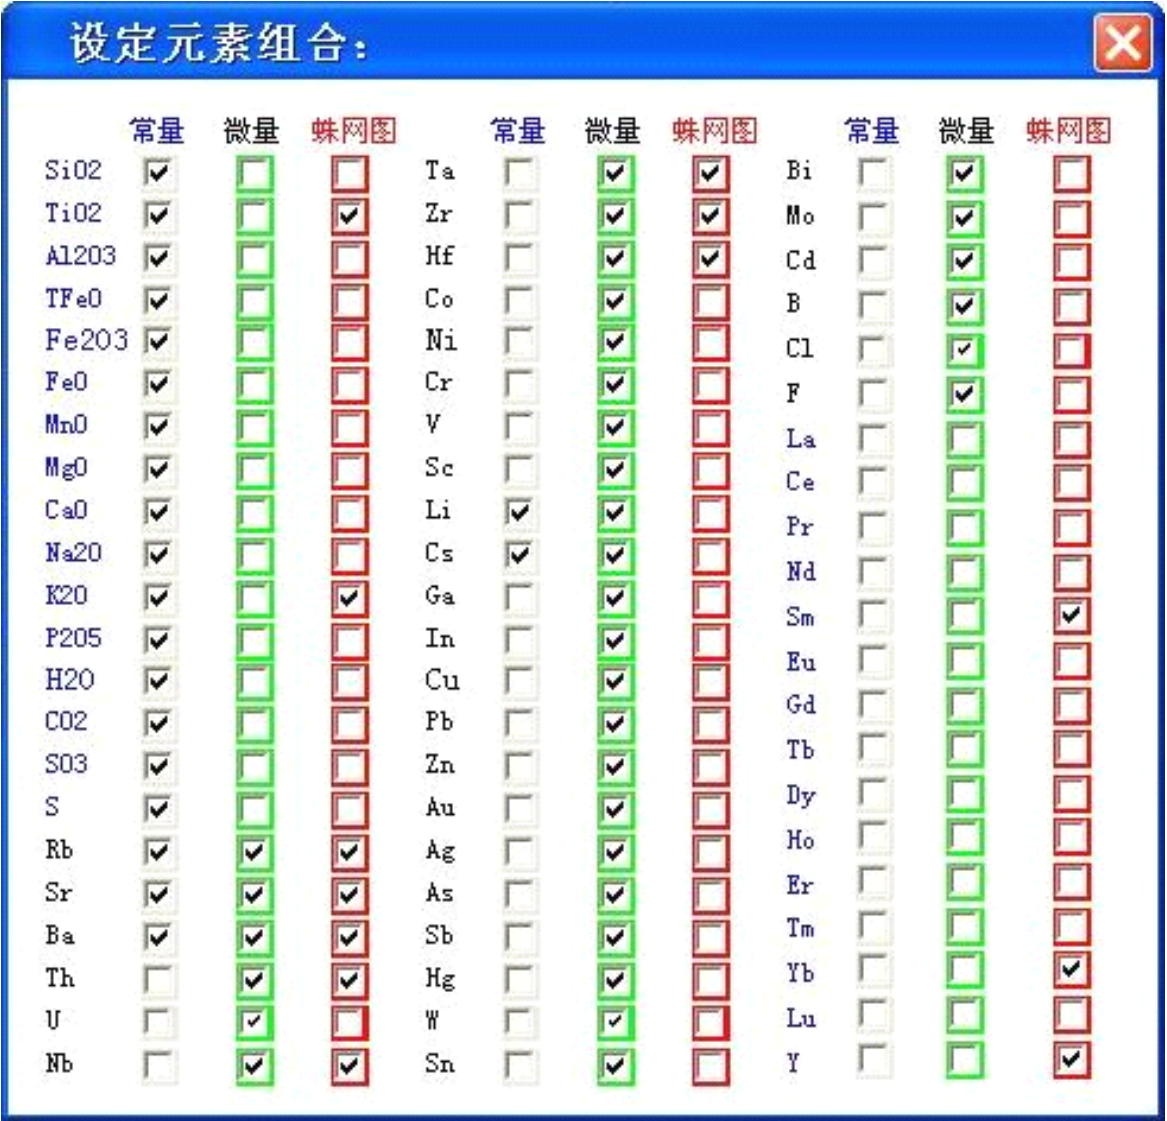 设定元素组合：
常量 微量 蛛网图 常量 微量 蛛网图 常量 微量 蛛网图
SiO2 Ta Bi
TiO2 Zr Mo
Al2O3 Hf Cd
TFeO Co B
Fe2O3 Ni Cl
FeO Cr F
MnO V La
MgO Sc Ce
CaO Li Pr
Na2O Cs Nd
K2O Ga Sm
P2O5 In Eu
H2O Cu Gd
CO2 Pb Tb
SO3 Zn Dy
S Au Ho
Rb Ag Er
Sr As Tm
Ba Sb Yb
Th Hg Lu
U W Y
Nb Sn